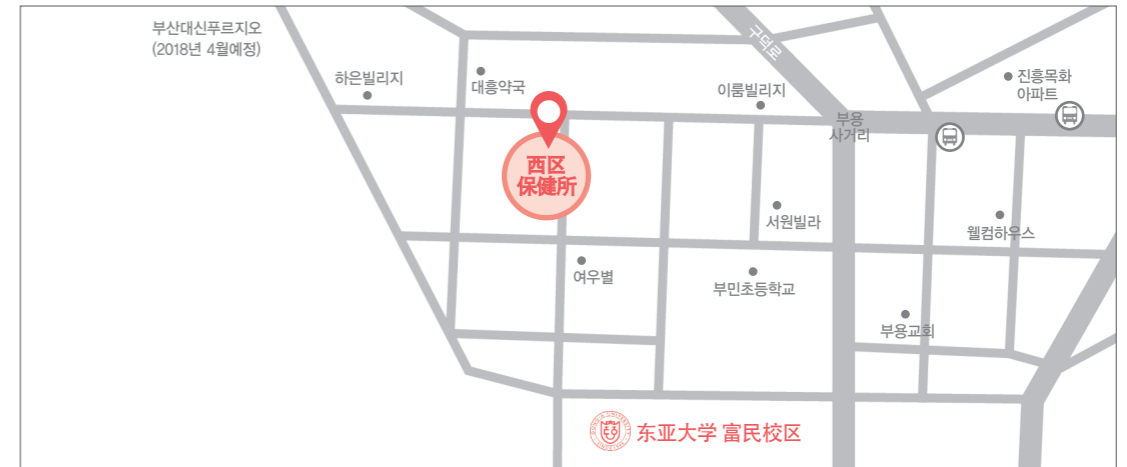 부산대신푸르지오
(2018년 4월예정)
구덕로
하은빌리지
대흥약국
이룸빌리지
진흥목화
아파트
부용
사거리
西区
保健所
서원빌라
웰컴하우스
여우별
부민초등학교
부용교회
东亚大学 富民校区